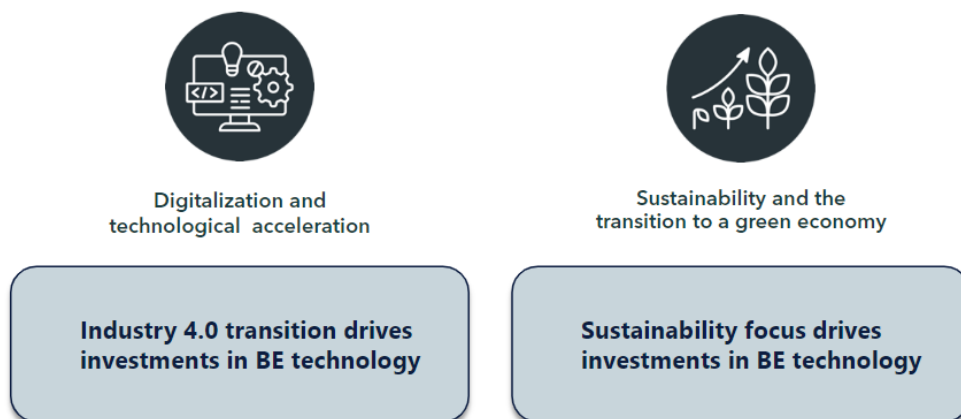 </>
Digitalization and
technological acceleration
Industry 4.0 transition drives
investments in BE technology
Sustainability and the
transition to a green economy
Sustainability focus drives
investments in BE technology